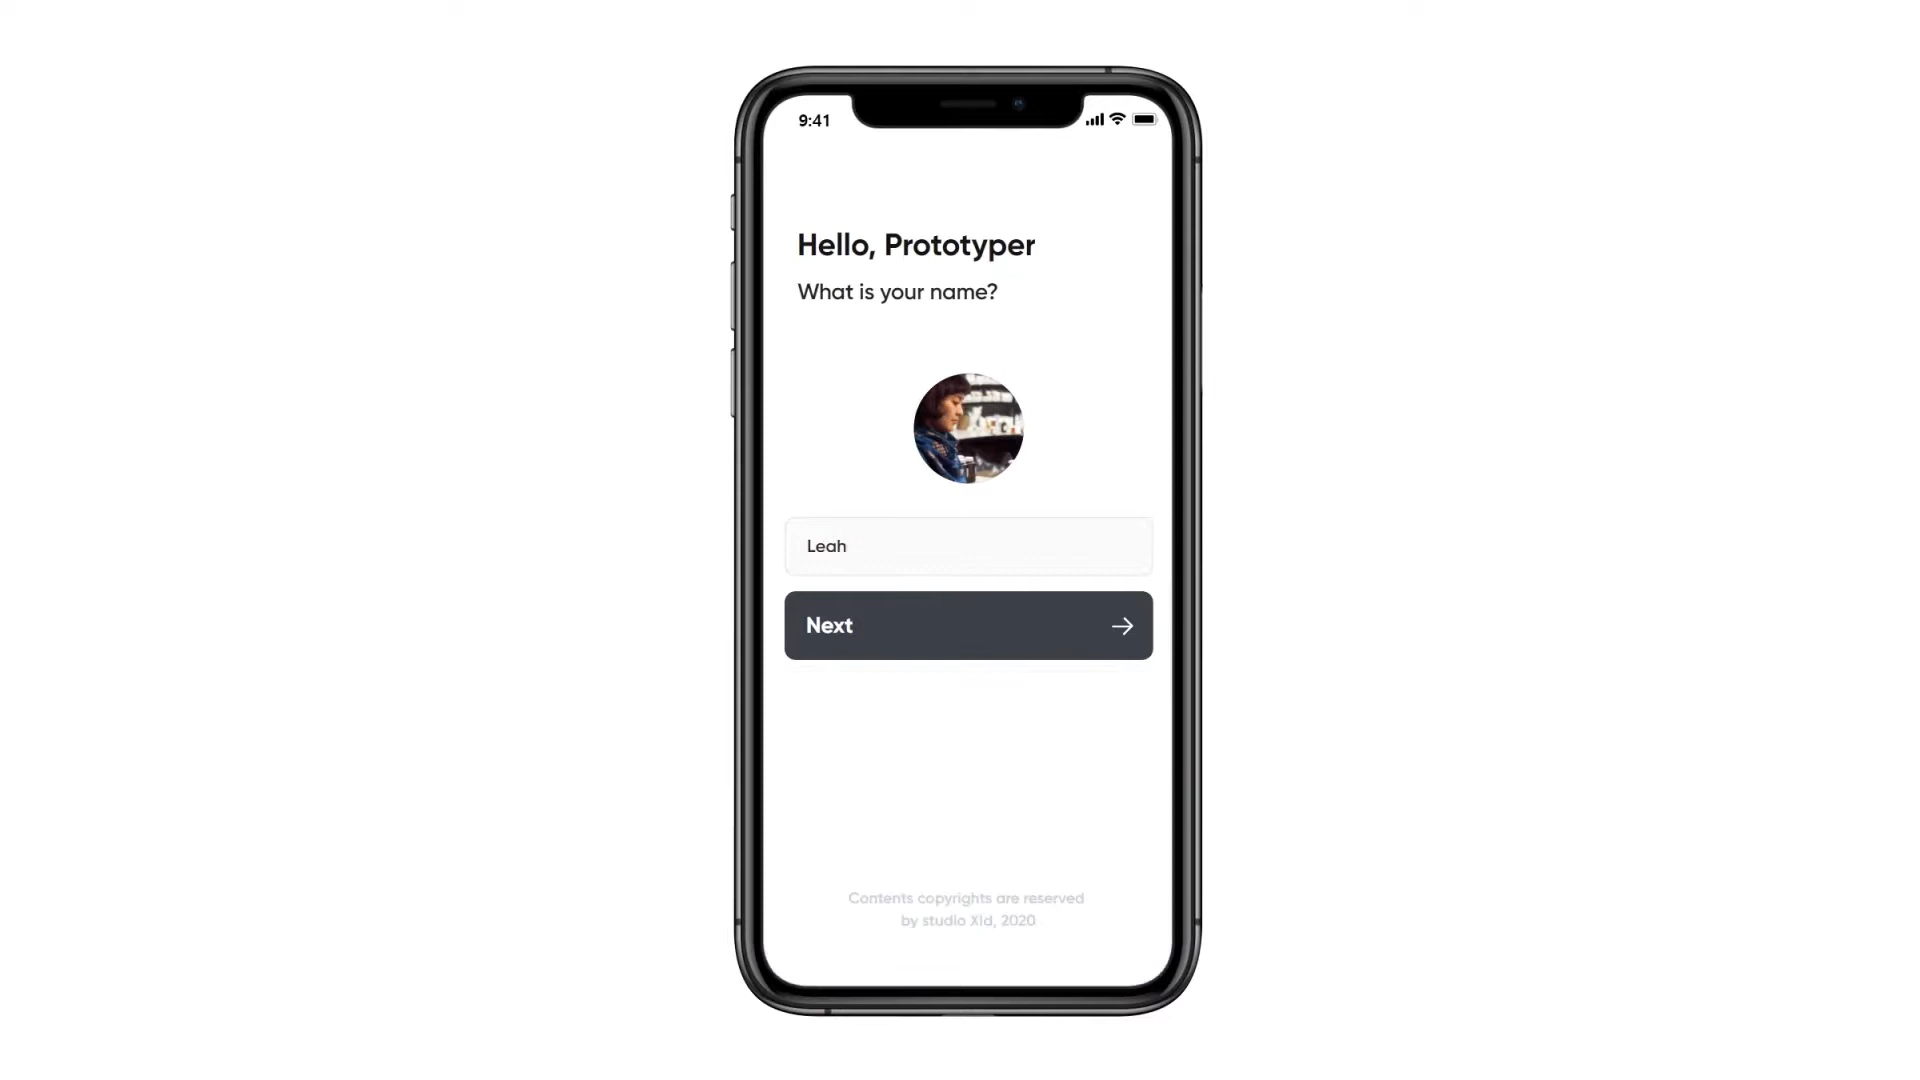 9:41
Hello, Prototyper
What is your name?
Leah
Next
Contents copyrights are reserved
by studio XId, 2020